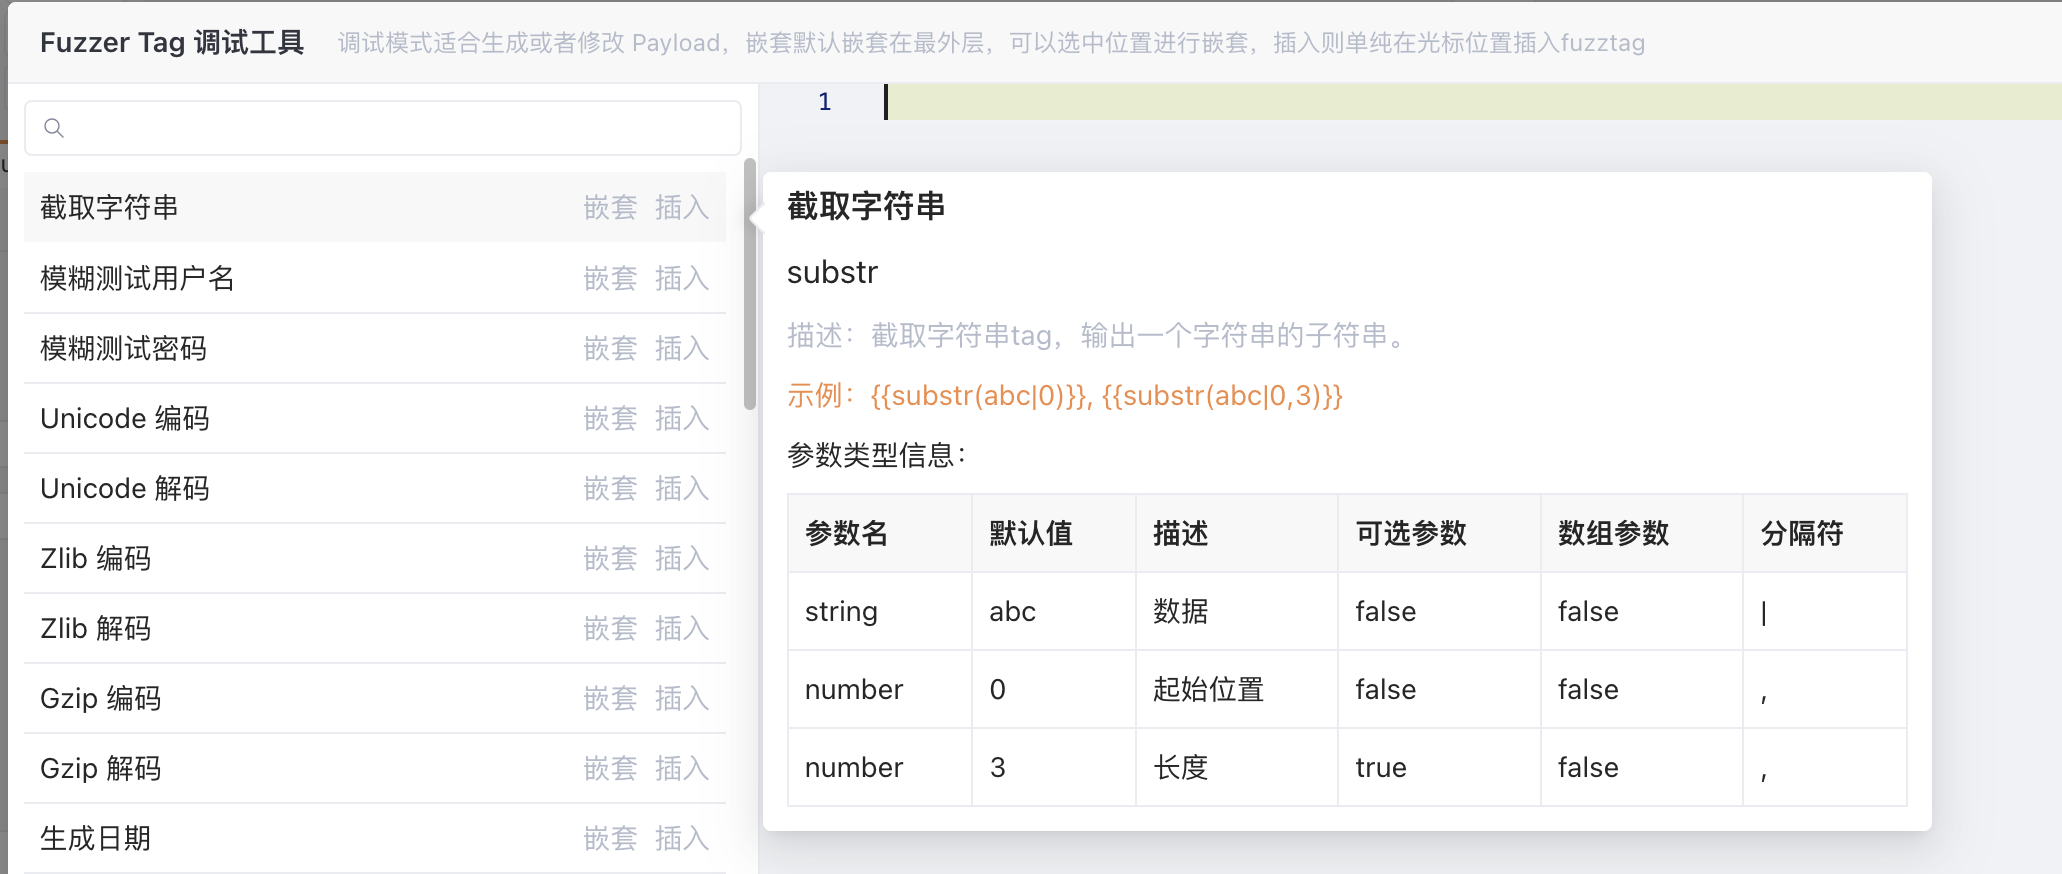 Fuzzer Tag 调试工具 调试模式适合生成或者修改 Payload，嵌套默认嵌套在最外层，可以选中位置进行嵌套，插入则单纯在光标位置插入fuzztag
1
截取字符串 嵌套 插入
模糊测试用户名 嵌套 插入
模糊测试密码 嵌套 插入
Unicode 编码 嵌套 插入
Unicode 解码 嵌套 插入
Zlib 编码 嵌套 插入
Zlib 解码 嵌套 插入
Gzip 编码 嵌套 插入
Gzip 解码 嵌套 插入
生成日期 嵌套 插入
截取字符串
substr
描述：截取字符串tag，输出一个字符串的子符串。
示例：{{substr(abc|0)}}, {{substr(abc|0,3)}}
参数类型信息：
参数名 默认值 描述 可选参数 数组参数 分隔符
string abc 数据 false false |
number 0 起始位置 false false ,
number 3 长度 true false ,